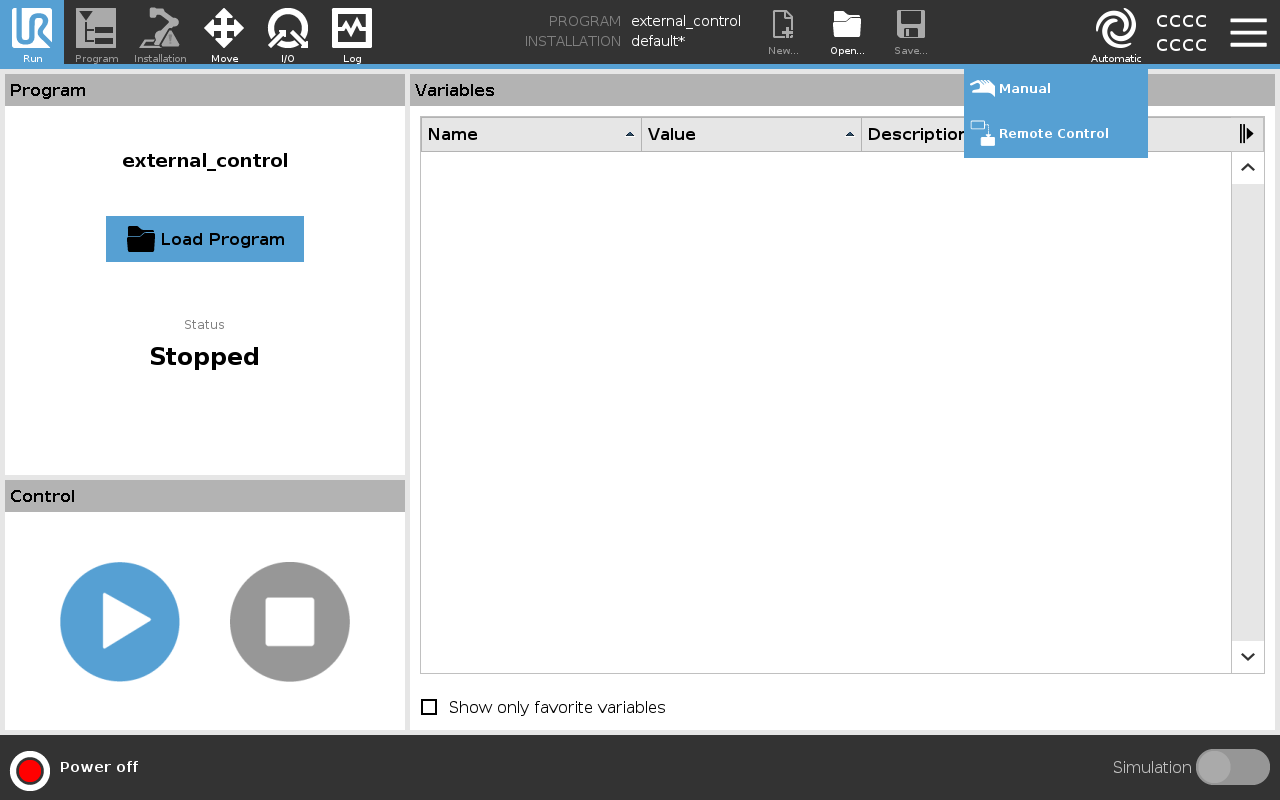 Run
Program
Installation
Move
I/O
Log
PROGRAM external_control
INSTALLATION default*
New...
Open...
Save...
Automatic
CCCC
CCCC
Manual
Remote Control
Program
external_control
Load Program
Status
Stopped
Control
Variables
Name
Value
Description
Show only favorite variables
Power off
Simulation